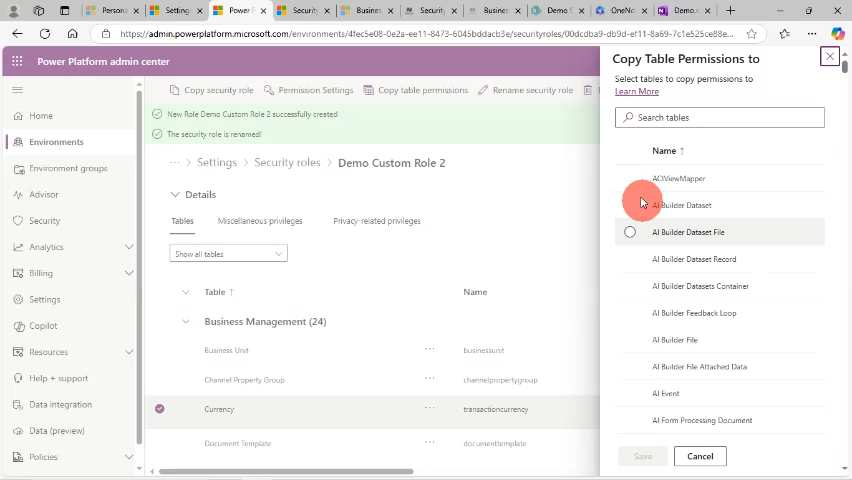 Persona
Setting:
Power F
Security
Busines:
Security
Busines:
Demo S
OneNo
Demo.c
https://admin.powerplatform.microsoft.com/environments/4fec5e08-0e2a-ee11-8473-6045bddacb3e/securityroles/00dcdba9-db9d-ef11-8a69-7c1e525ce88e...
Power Platform admin center
Copy security role
Permission Settings
Copy table permissions
Rename security role
New Role Demo Custom Role 2 successfully created
The security role is renamed!
Home
Environments
Environment groups
Advisor
Security
Analytics
Billing
Settings
Copilot
Resources
Help + support
Data integration
Data (preview)
Policies
··· > Settings > Security roles > Demo Custom Role 2
Details
Tables
Miscellaneous privileges
Privacy-related privileges
Show all tables
Table ↑
Name
Business Management (24)
Business Unit ··· businessunit
Channel Property Group ··· channelpropertygroup
Currency ··· transactioncurrency
Document Template ··· documenttemplate
Copy Table Permissions to
Select tables to copy permissions to
Learn More
Search tables
Name ↑
ACIViewMapper
AI Builder Dataset
AI Builder Dataset File
AI Builder Dataset Record
AI Builder Datasets Container
AI Builder Feedback Loop
AI Builder File
AI Builder File Attached Data
AI Event
AI Form Processing Document
Save
Cancel